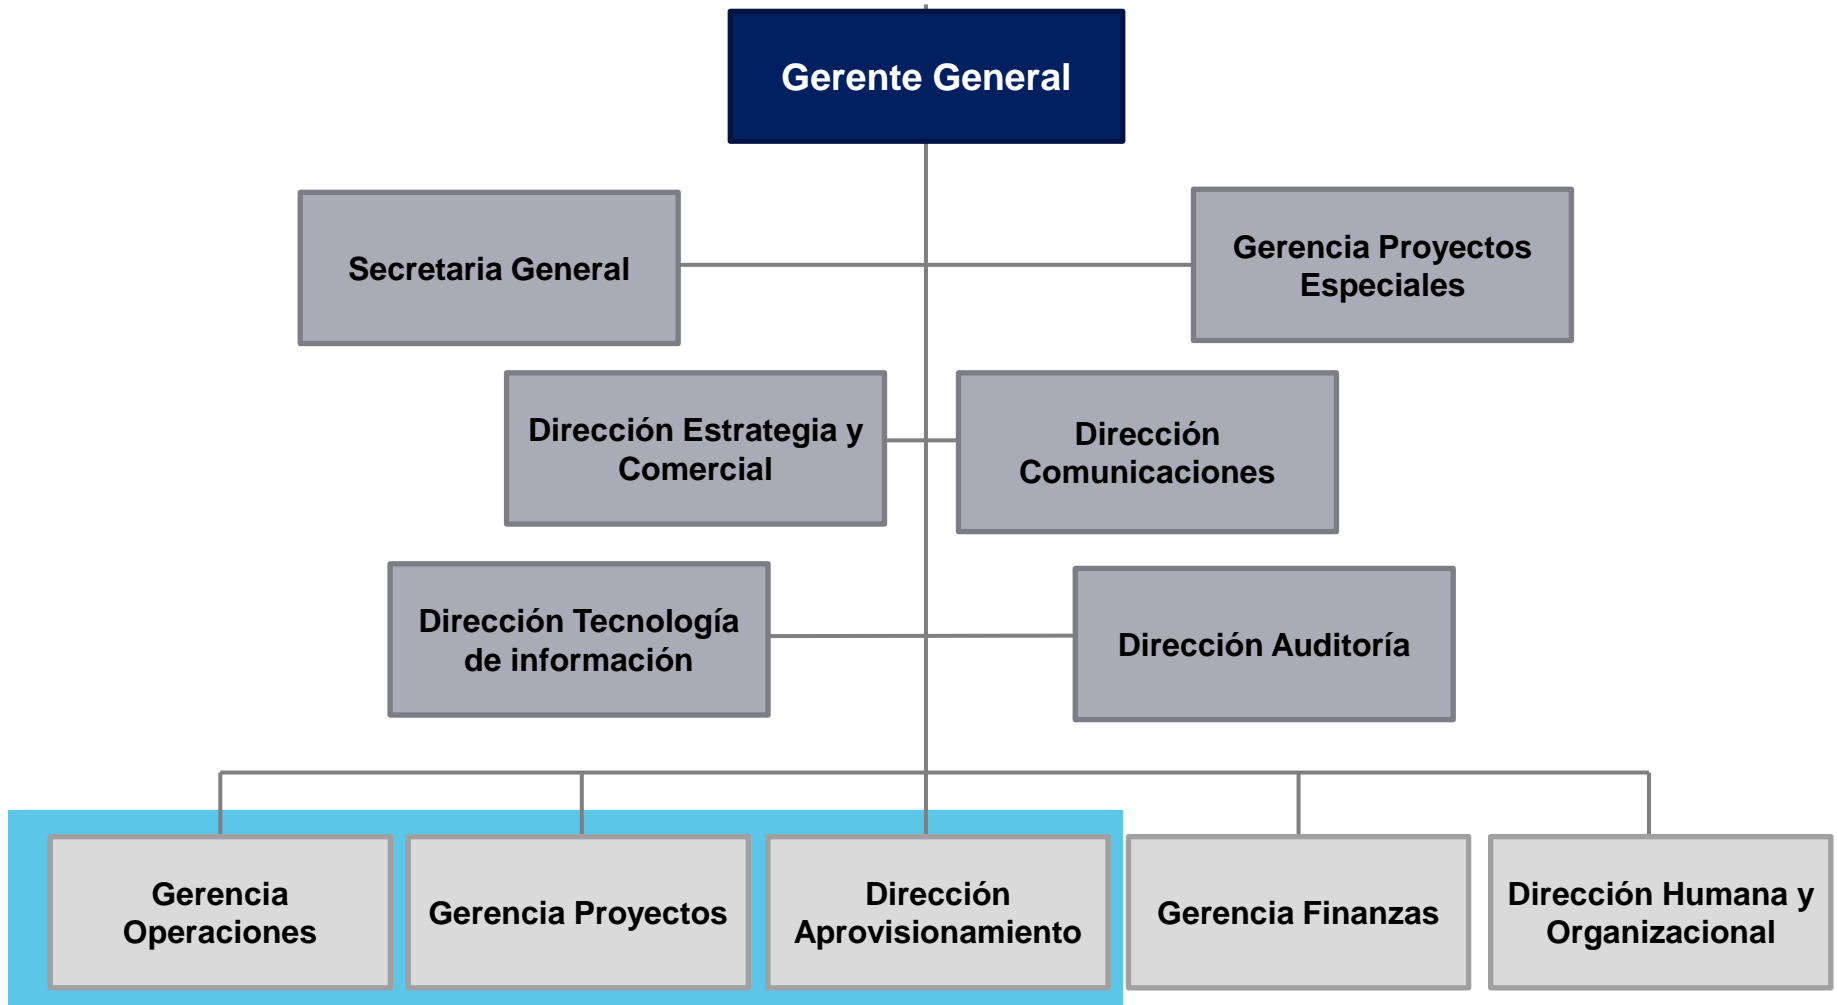 Gerente General
Secretaria General
Gerencia Proyectos
Especiales
Dirección Estrategia y
Comercial
Dirección
Comunicaciones
Dirección Tecnología
de información
Dirección Auditoría
Gerencia
Operaciones
Gerencia Proyectos
Dirección
Aprovisionamiento
Gerencia Finanzas
Dirección Humana y
Organizacional